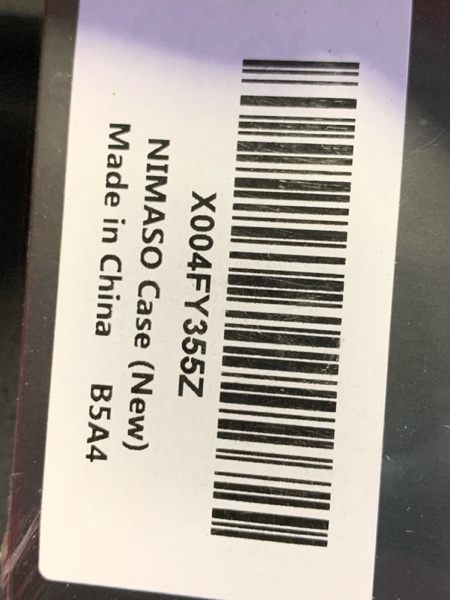 X004FY355Z
NIMASO Case (New)
Made in China B5A4